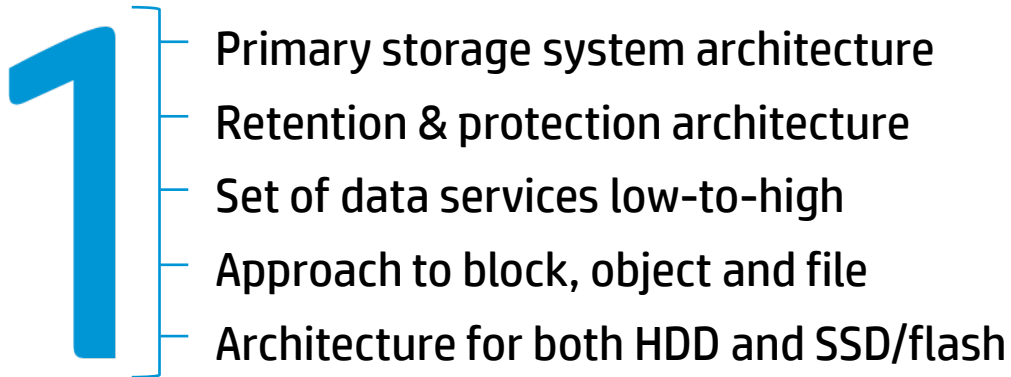 1
Primary storage system architecture
Retention & protection architecture
Set of data services low-to-high
Approach to block, object and file
Architecture for both HDD and SSD/flash